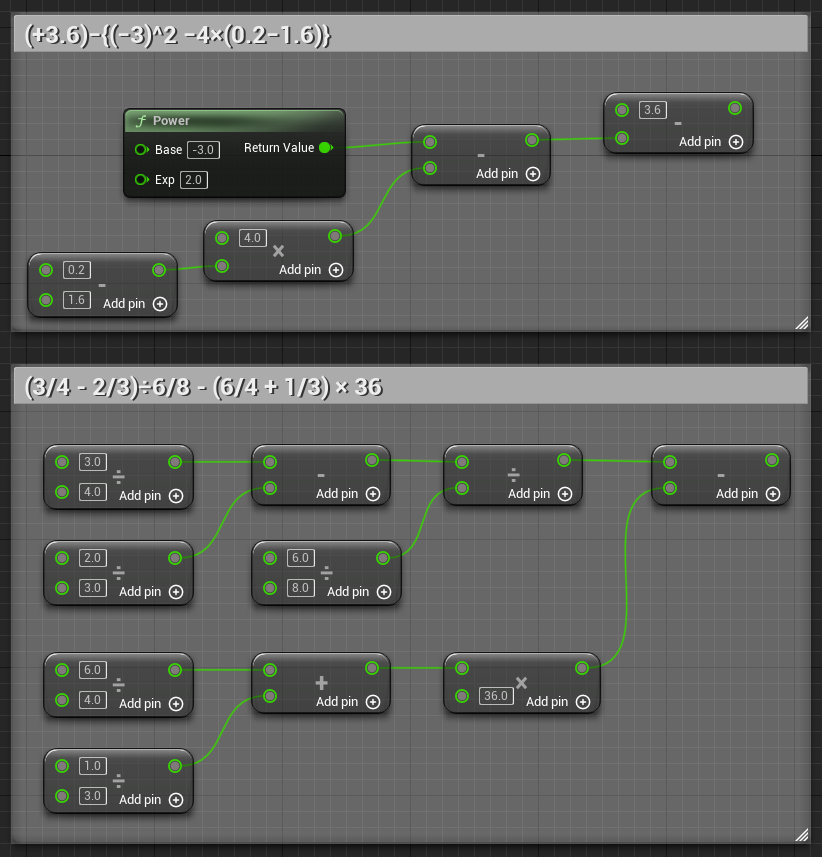 (+3.6)−{(−3)^2 −4×(0.2−1.6)}
3.6
-
Add pin
f Power
Base -3.0 Return Value
Exp 2.0
-
Add pin
4.0
×
Add pin
0.2
-
1.6 Add pin
(3/4 - 2/3)÷6/8 - (6/4 + 1/3) × 36
3.0
÷
4.0 Add pin
-
Add pin
÷
Add pin
-
Add pin
2.0
÷
3.0 Add pin
6.0
÷
8.0 Add pin
6.0
÷
4.0 Add pin
+
Add pin
×
36.0 Add pin
1.0
÷
3.0 Add pin